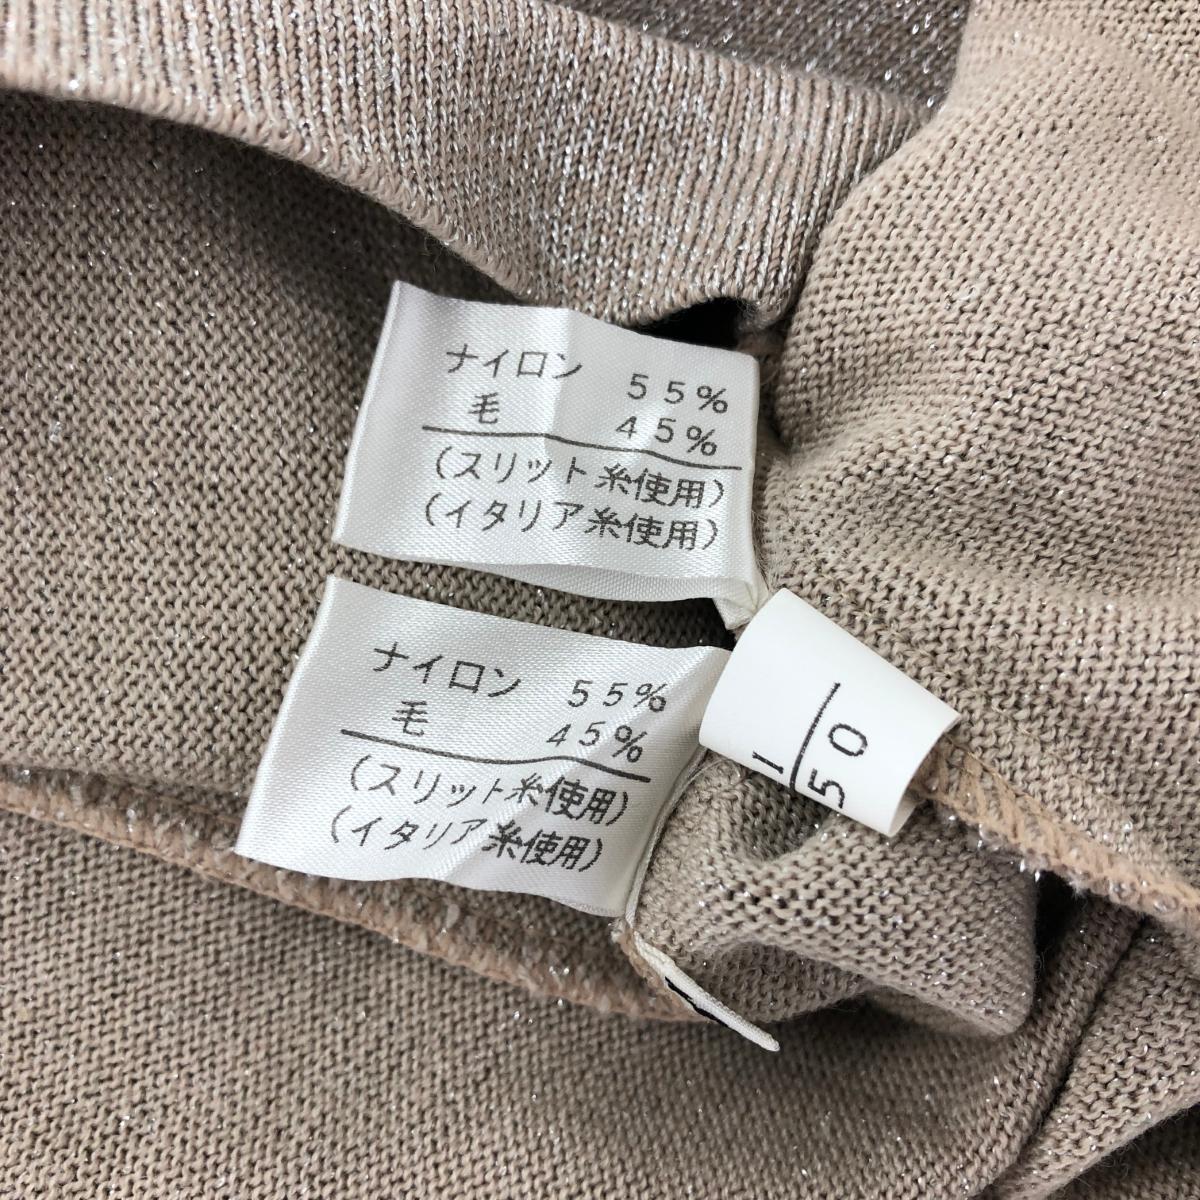 ナイロン 55%
毛 45%
(スリット糸使用)
(イタリア糸使用)
ナイロン 55%
毛 45%
(スリット糸使用)
(イタリア糸使用)
50